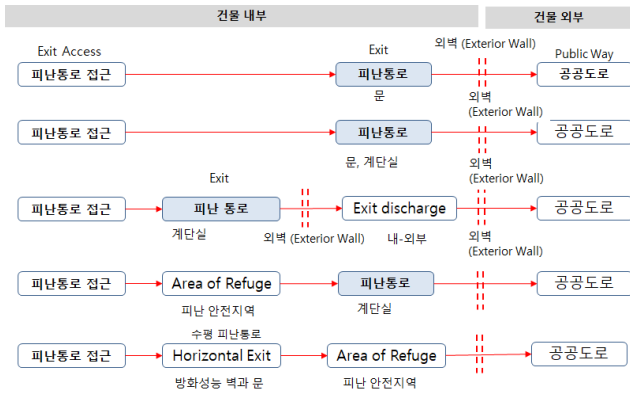 건물 내부
건물 외부
Exit Access
Exit
외벽 (Exterior Wall)
Public Way
피난통로 접근
피난통로
공공도로
문
외벽
(Exterior Wall)
피난통로 접근
피난통로
공공도로
문, 계단실
외벽
(Exterior Wall)
Exit
피난통로 접근
피난 통로
Exit discharge
공공도로
계단실
외벽 (Exterior Wall)
내-외부
외벽
(Exterior Wall)
피난통로 접근
Area of Refuge
피난통로
공공도로
피난 안전지역
계단실
수평 피난통로
피난통로 접근
Horizontal Exit
Area of Refuge
공공도로
방화성능 벽과 문
피난 안전지역